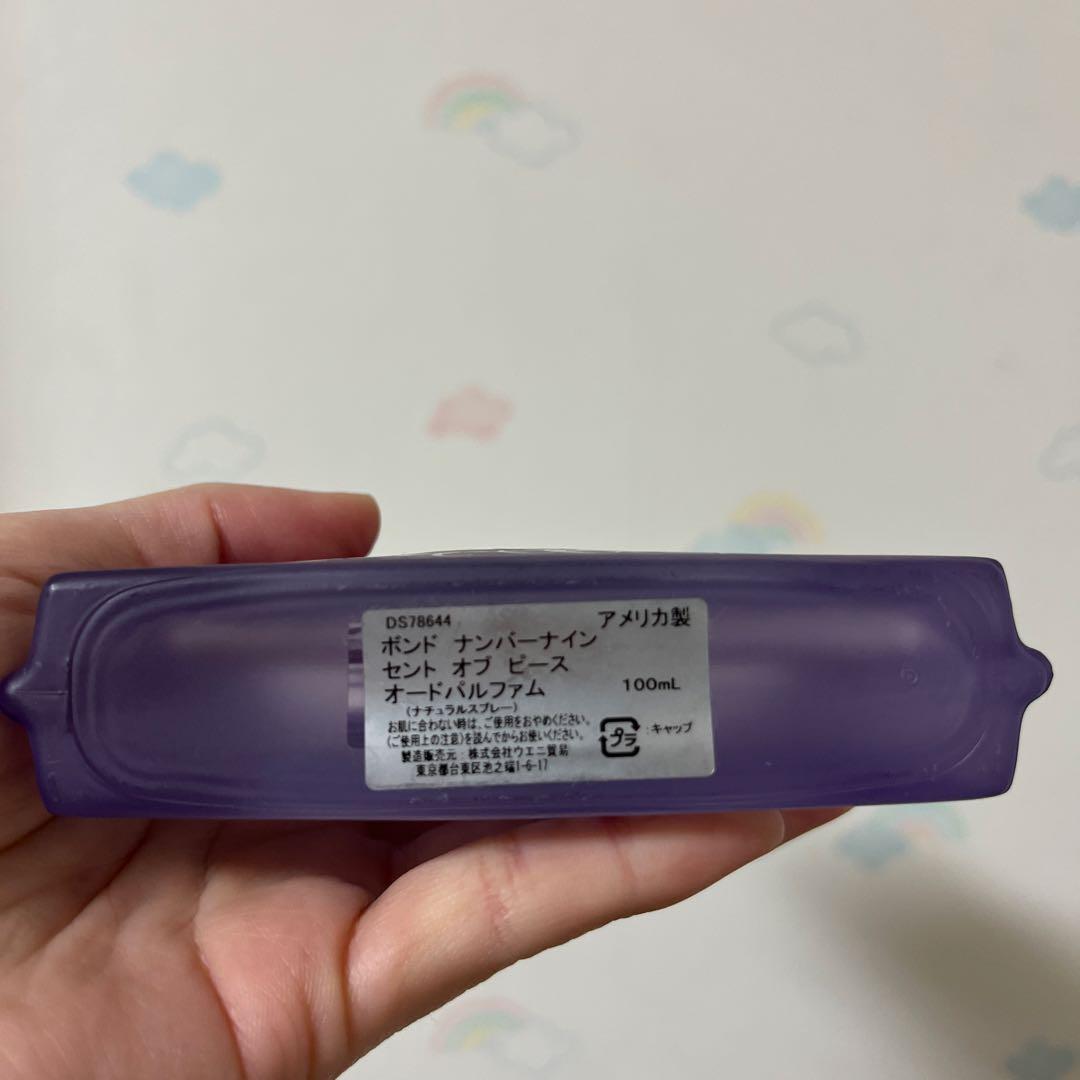 DS78644 アメリカ製
ボンド ナンバーナイン
セント オブ ピース
オードパルファム 100mL
(ナチュラルスプレー)
お肌に合わない時は、ご使用をおやめください。
(ご使用上の注意)を読んでからお使いください。
プラ :キャップ
製造販売元:株式会社ウエニ貿易
東京都台東区池之端1-6-17